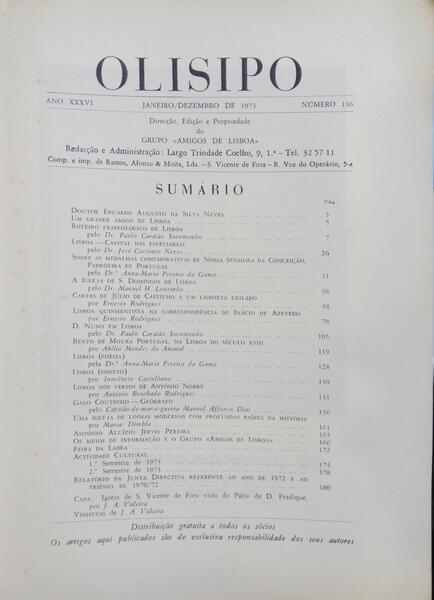 OLISIPO
ANO XXXVI JANEIRO/DEZEMBRO DE 1973 NÚMERO 136
Direcção, Edição e Propriedade
do
GRUPO «AMIGOS DE LISBOA»
Redacção e Administração: Largo Trindade Coelho, 9, 1.º – Tel. 32 57 11
Comp. e imp. de Ramos, Afonso & Moita, Lda. – S. Vicente de Fora – R. Voz do Operário, 5-A
SUMÁRIO
Pág.
DOUTOR EDUARDO AUGUSTO DA SILVA NEVES ... 3
UM GRANDE AMIGO DE LISBOA ... 5
ROTEIRO FRASEOLÓGICO DE LISBOA
pelo Dr. Paulo Caratão Soromenho ... 7
LISBOA — CAPITAL DAS ESPECIARIAS
pelo Dr. José Cassiano Neves ... 26
SOBRE AS MEDALHAS COMEMORATIVAS DE NOSSA SENHORA DA CONCEIÇÃO,
PADROEIRA DE PORTUGAL
pela Dr.ª Anna-Maria Pereira da Gama ... 31
A IGREJA DE S. DOMINGOS DE LISBOA
pelo Dr. Manuel H. Lourinho ... 38
CARTAS DE JÚLIO DE CASTILHO A UM LISBOETA EXILADO
por Ernesto Rodrigues ... 48
LISBOA QUINHENTISTA NA CORRESPONDÊNCIA DE INÁCIO DE AZEVEDO
por Ernesto Rodrigues ... 78
D. NUNO EM LISBOA
pelo Dr. Paulo Caratão Soromenho ... 105
BENTO DE MOURA PORTUGAL, NA LISBOA DO SÉCULO XVIII
por Abílio Mendes do Amaral ... 119
LISBOA (POESIA)
pela Dr.ª Anna-Maria Pereira da Gama ... 128
LISBOA (SONETO)
por Inocêncio Castelhano ... 130
LISBOA NOS VERSOS DE ANTÓNIO NOBRE
por António Brochado Rodrigues ... 131
GAGO COUTINHO — GEÓGRAFO
pelo Capitão-de-mar-e-guerra Manuel Affonso Dias ... 136
UMA IGREJA DE LINHAS MODERNAS COM PROFUNDAS RAÍZES NA HISTÓRIA
por Maria: Dimbla ... 161
ANTÓNIO ALUÍZIO JERVIS PEREIRA ... 163
OS MEIOS DE INFORMAÇÃO E O GRUPO «AMIGOS DE LISBOA» ... 166
FEIRA DA LADRA ... 172
ACTIVIDADE CULTURAL
1.º Semestre de 1973 ... 174
2.º Semestre de 1973 ... 178
RELATÓRIO DA JUNTA DIRECTIVA REFERENTE AO ANO DE 1972 E AO
TRIÉNIO DE 1970/72 ... 180
CAPA: Igreja de S. Vicente de Fora vista do Pátio de D. Fradique,
por J. A. Videira
VINHETAS de J. A. Videira
Distribuição gratuita a todos os sócios
Os artigos aqui publicados são de exclusiva responsabilidade dos seus autores